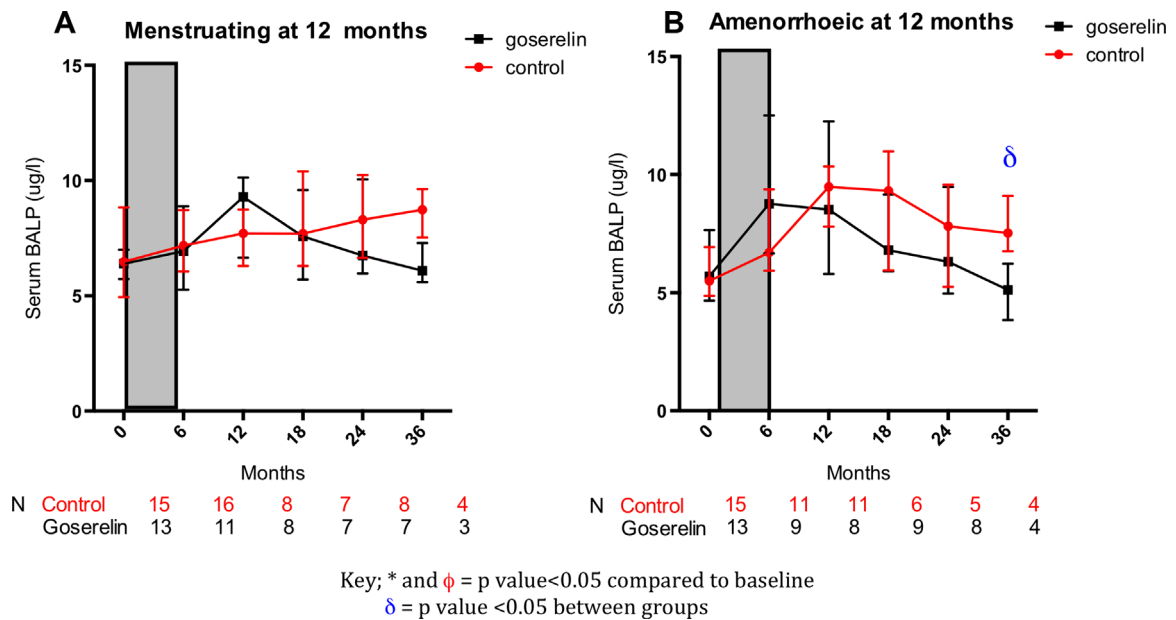 A Menstruating at 12 months
goserelin
control
Serum BALP (ug/l)
15
10
5
0
0 6 12 18 24 36
Months
N Control 15 16 8 7 8 4
Goserelin 13 11 8 7 7 3
B Amenorrhoeic at 12 months
goserelin
control
Serum BALP (ug/l)
15
10
5
0
δ
0 6 12 18 24 36
Months
N Control 15 11 11 6 5 4
Goserelin 13 9 8 9 8 4
Key; * and ϕ = p value<0.05 compared to baseline
δ = p value <0.05 between groups